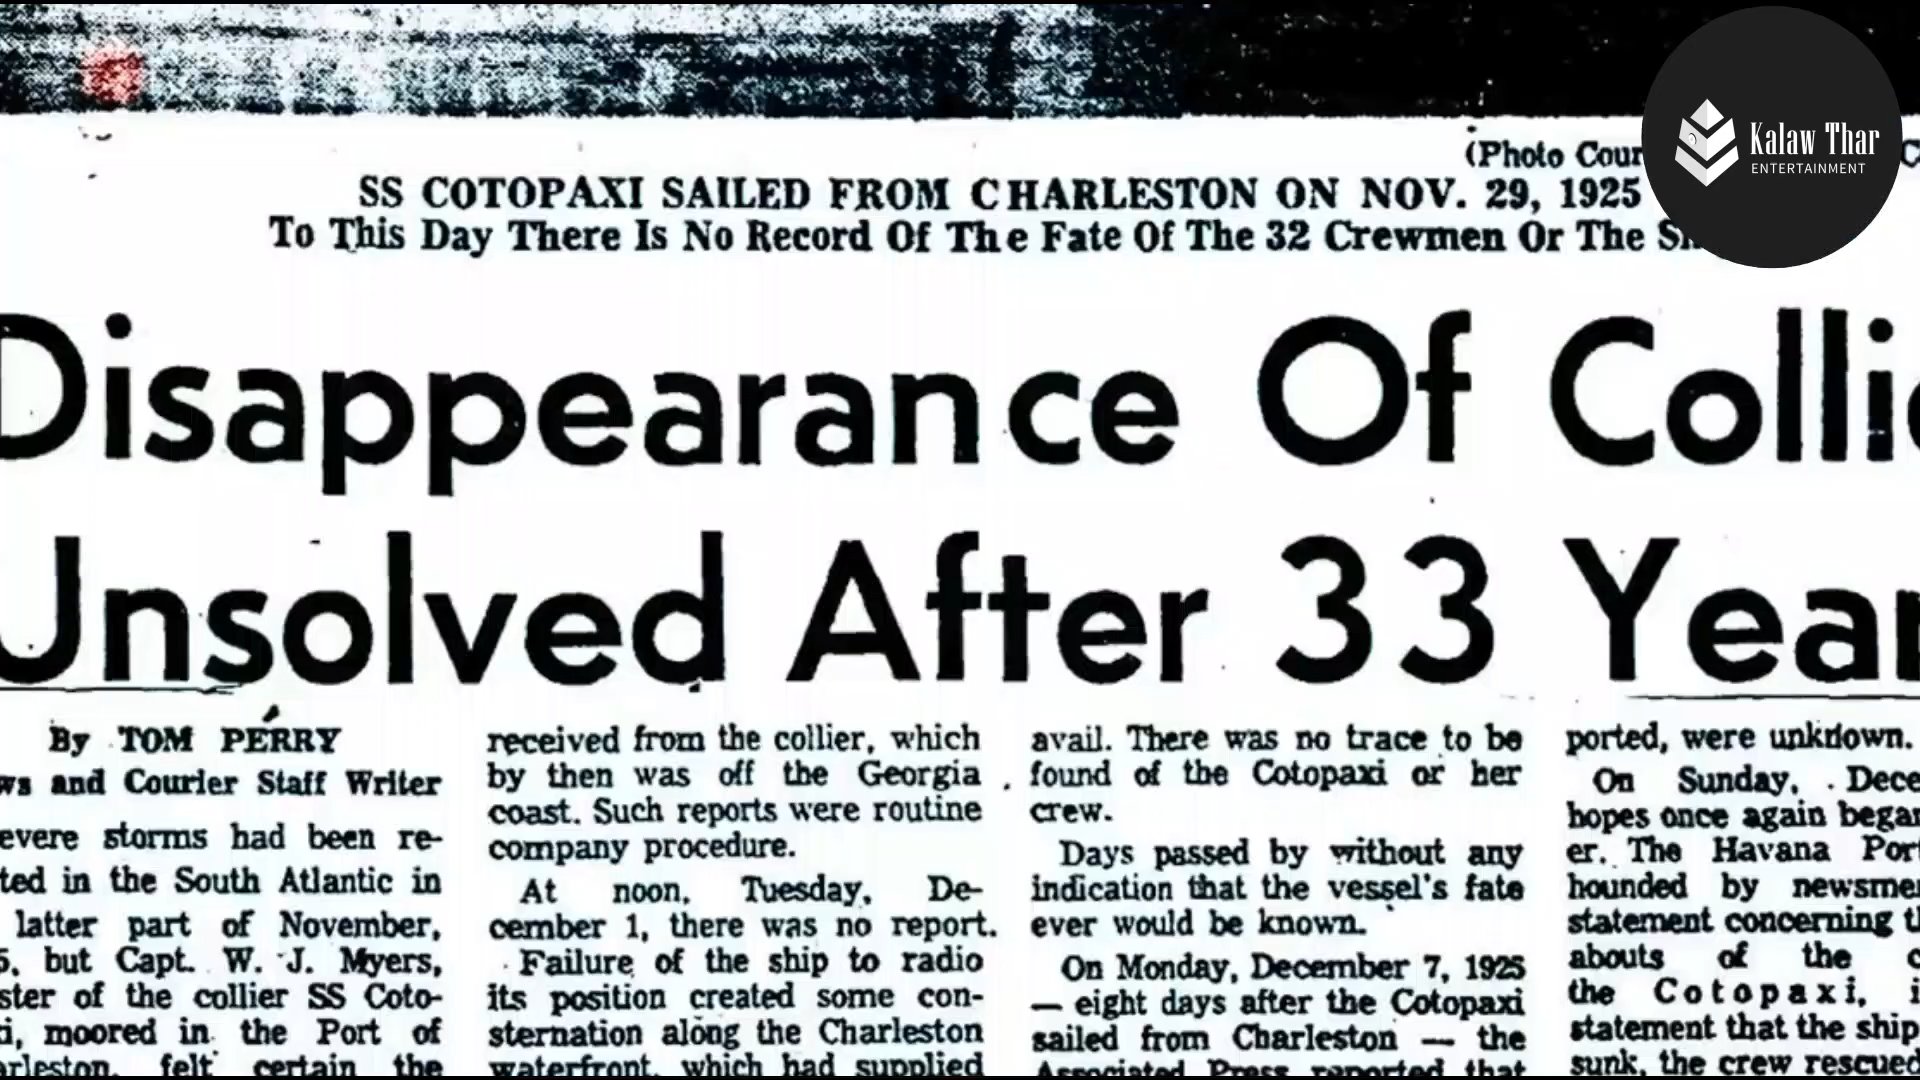 (Photo Cour
Kalaw Thar
ENTERTAINMENT
SS COTOPAXI SAILED FROM CHARLESTON ON NOV. 29, 1925
To This Day There Is No Record Of The Fate Of The 32 Crewmen Or The
Disappearance Of Colli
Unsolved After 33 Year
By TOM PERRY
ws and Courier Staff Writer
evere storms had been re-
ted in the South Atlantic in
latter part of November,
5, but Capt. W. J. Myers,
ster of the collier SS Coto-
i, moored in the Port of
arleston, felt certain the
received from the collier, which
by then was off the Georgia
coast. Such reports were routine
company procedure.
At noon, Tuesday, De-
cember 1, there was no report.
Failure of the ship to radio
its position created some con-
sternation along the Charleston
waterfront, which had supplied
avail. There was no trace to be
found of the Cotopaxi or her
crew.
Days passed by without any
indication that the vessel's fate
ever would be known.
On Monday, December 7, 1925
— eight days after the Cotopaxi
sailed from Charleston — the
Associated Press reported that
ported, were unknown.
On Sunday, Dece
hopes once again began
er. The Havana Port
hounded by newsmen
statement concerning th
abouts of the c
the Cotopaxi, i
statement that the ship
sunk, the crew rescued